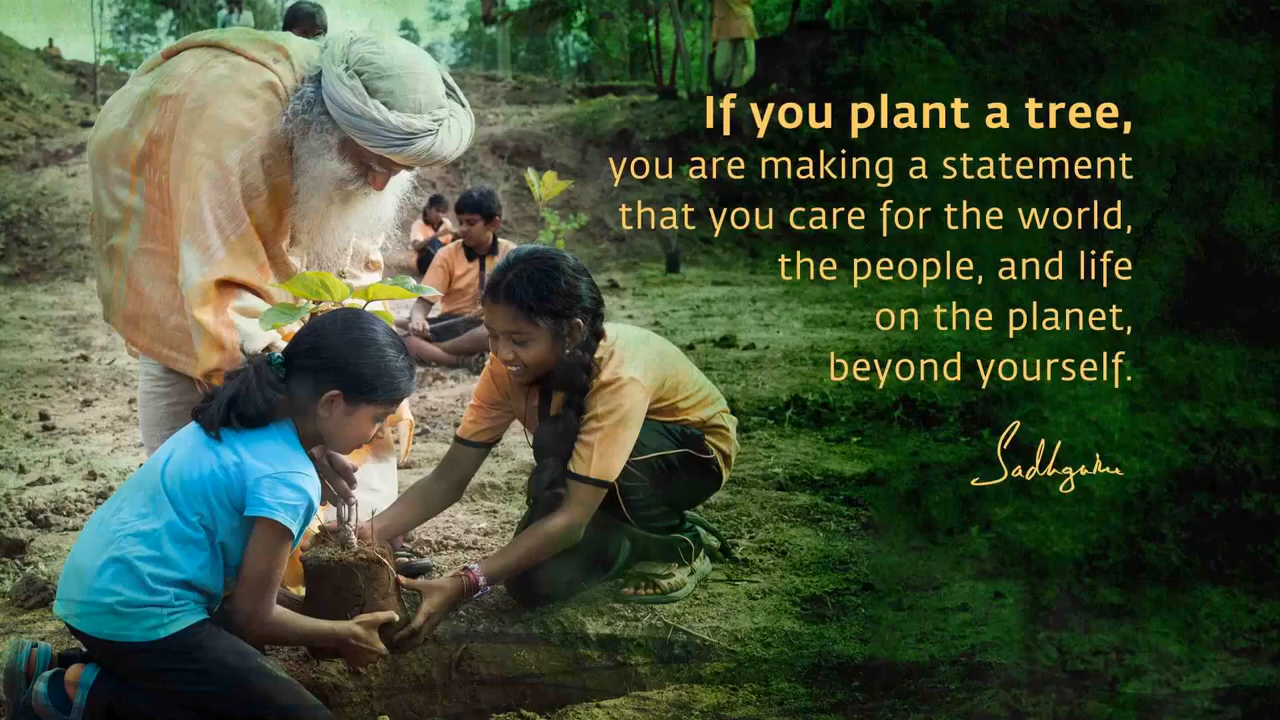 If you plant a tree,
you are making a statement
that you care for the world,
the people, and life
on the planet,
beyond yourself.
Sadhguru